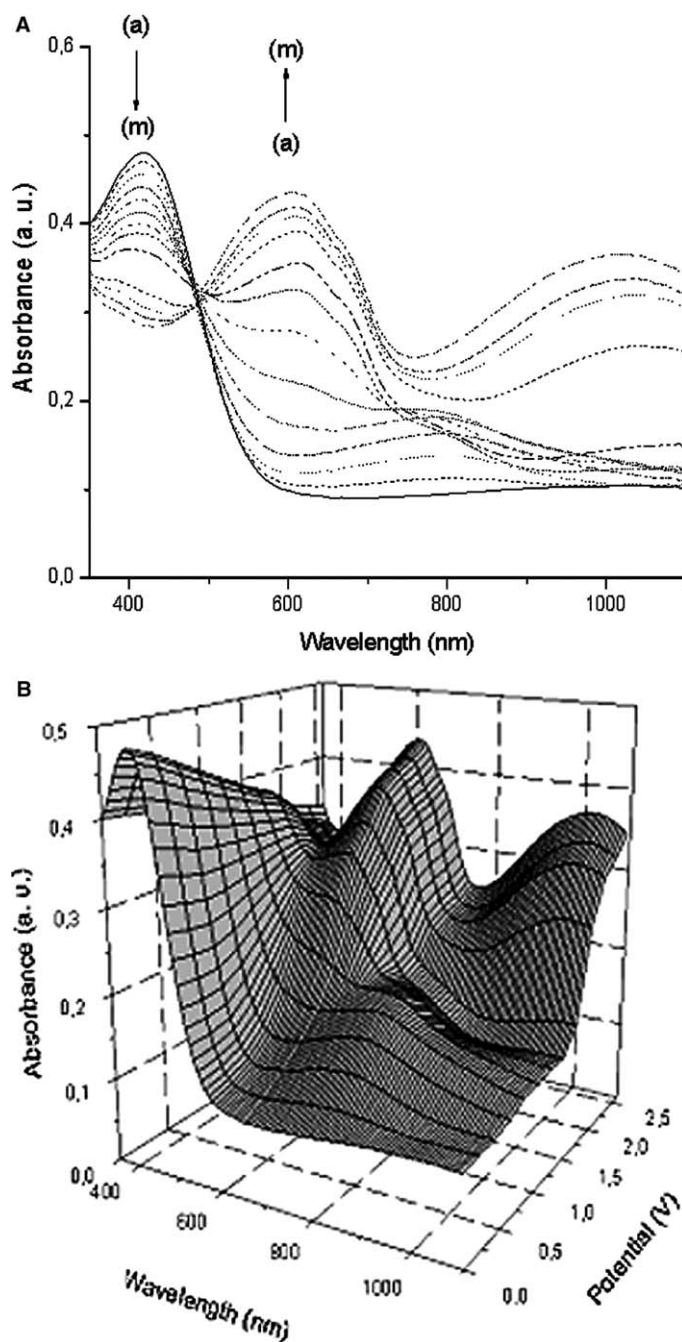 A
(a)
(m)
(m)
(a)
0,6
0,4
0,2
0,0
Absorbance (a. u.)
400
600
800
1000
Wavelength (nm)
B
0,5
0,4
0,3
0,2
0,1
0,0
Absorbance (a. u.)
400
600
800
1000
Wavelength (nm)
0,0
0,5
1,0
1,5
2,0
2,5
Potential (V)